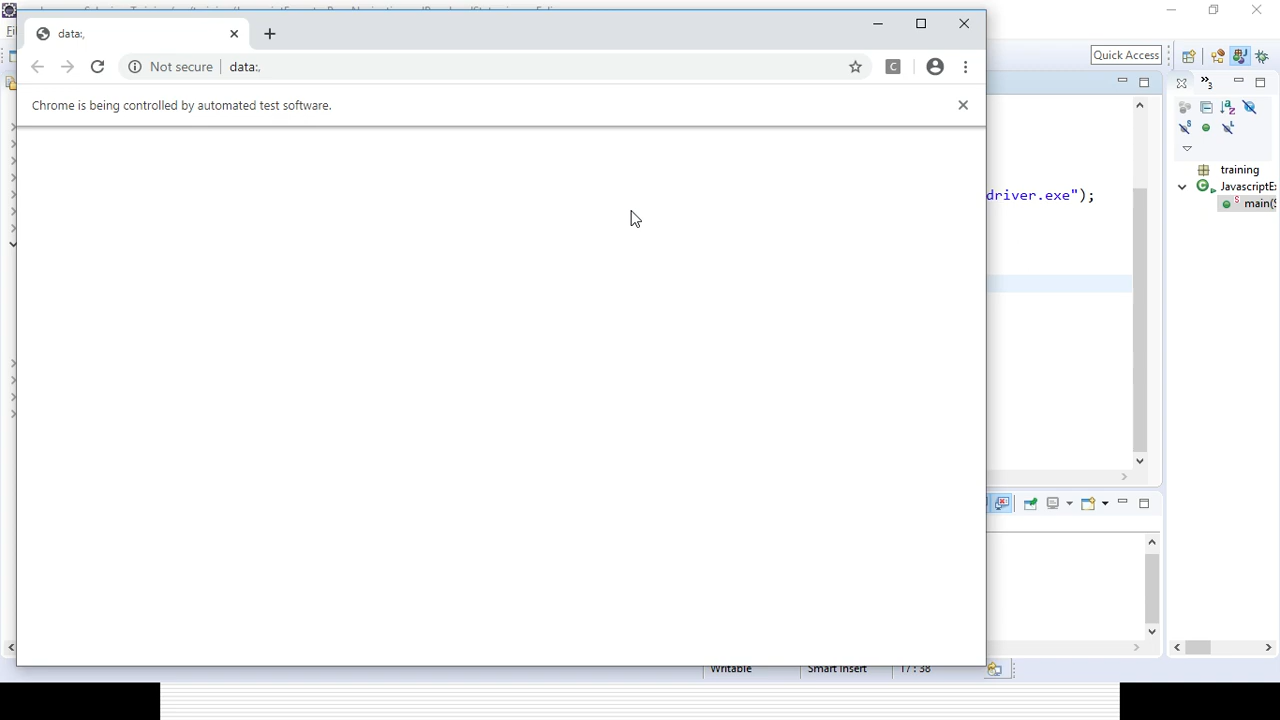 data:,
Not secure
data:,
C
Chrome is being controlled by automated test software.
Quick Access
driver.exe");
training
JavascriptEx
main(S
Writable
Smart Insert
17 : 38